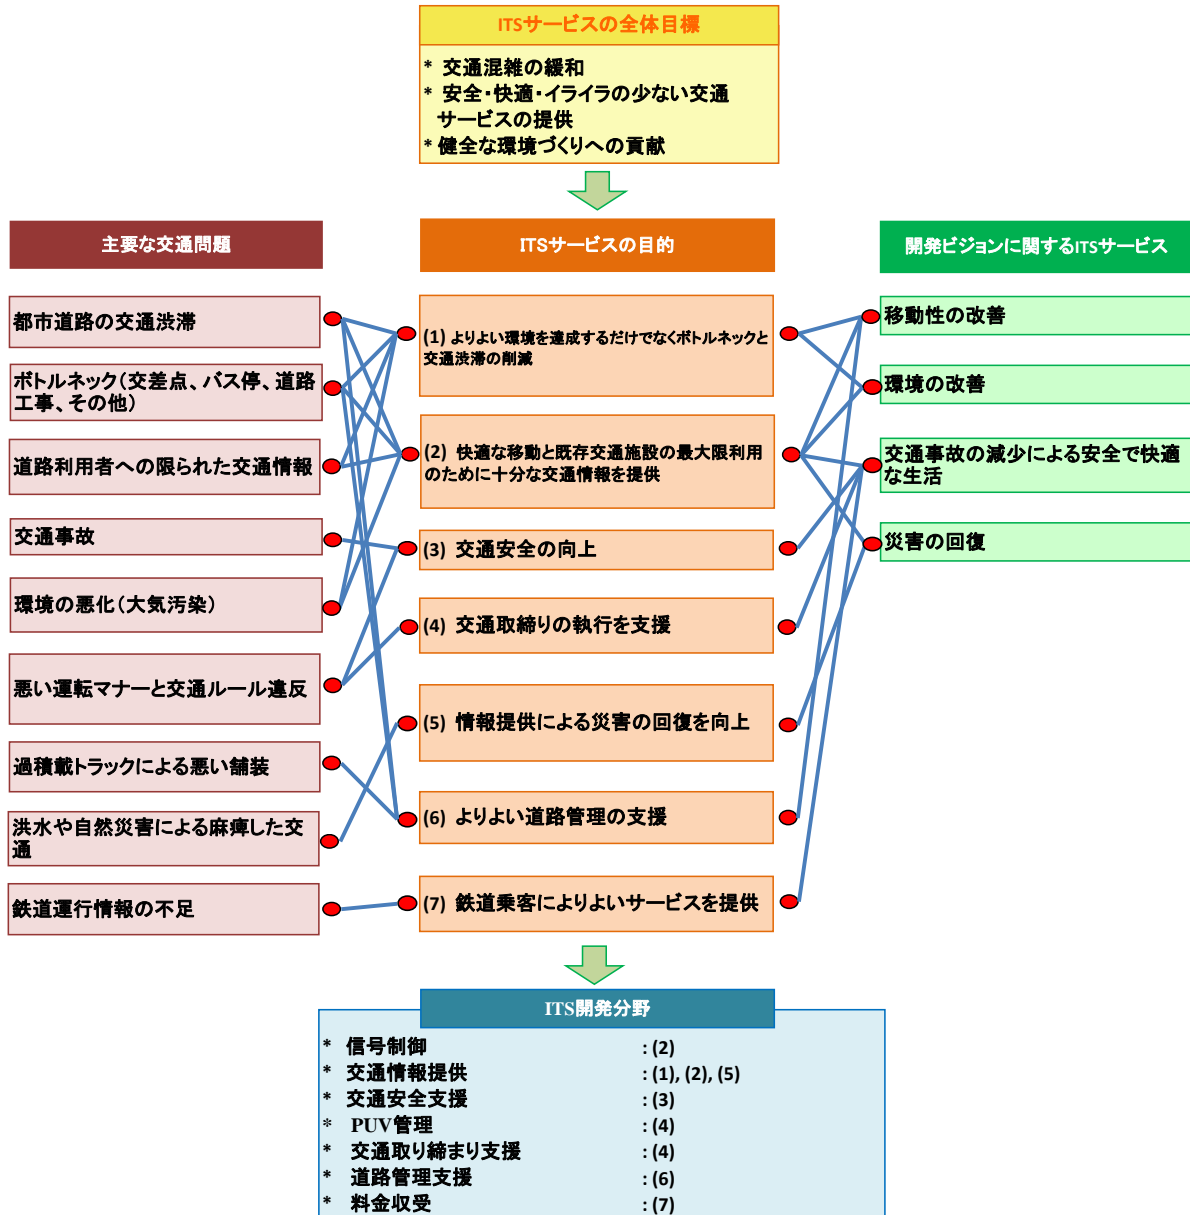 ITSサービスの全体目標
* 交通混雑の緩和
* 安全・快適・イライラの少ない交通
サービスの提供
* 健全な環境づくりへの貢献
主要な交通問題
都市道路の交通渋滞
ボトルネック(交差点、バス停、道路
工事、その他)
道路利用者への限られた交通情報
交通事故
環境の悪化(大気汚染)
悪い運転マナーと交通ルール違反
過積載トラックによる悪い舗装
洪水や自然災害による麻痺した交
通
鉄道運行情報の不足
ITSサービスの目的
(1) よりよい環境を達成するだけでなくボトルネックと
交通渋滞の削減
(2) 快適な移動と既存交通施設の最大限利用
のために十分な交通情報を提供
(3) 交通安全の向上
(4) 交通取締りの執行を支援
(5) 情報提供による災害の回復を向上
(6) よりよい道路管理の支援
(7) 鉄道乗客によりよいサービスを提供
開発ビジョンに関するITSサービス
移動性の改善
環境の改善
交通事故の減少による安全で快適
な生活
災害の回復
ITS開発分野
* 信号制御 : (2)
* 交通情報提供 : (1), (2), (5)
* 交通安全支援 : (3)
* PUV管理 : (4)
* 交通取り締まり支援 : (4)
* 道路管理支援 : (6)
* 料金収受 : (7)